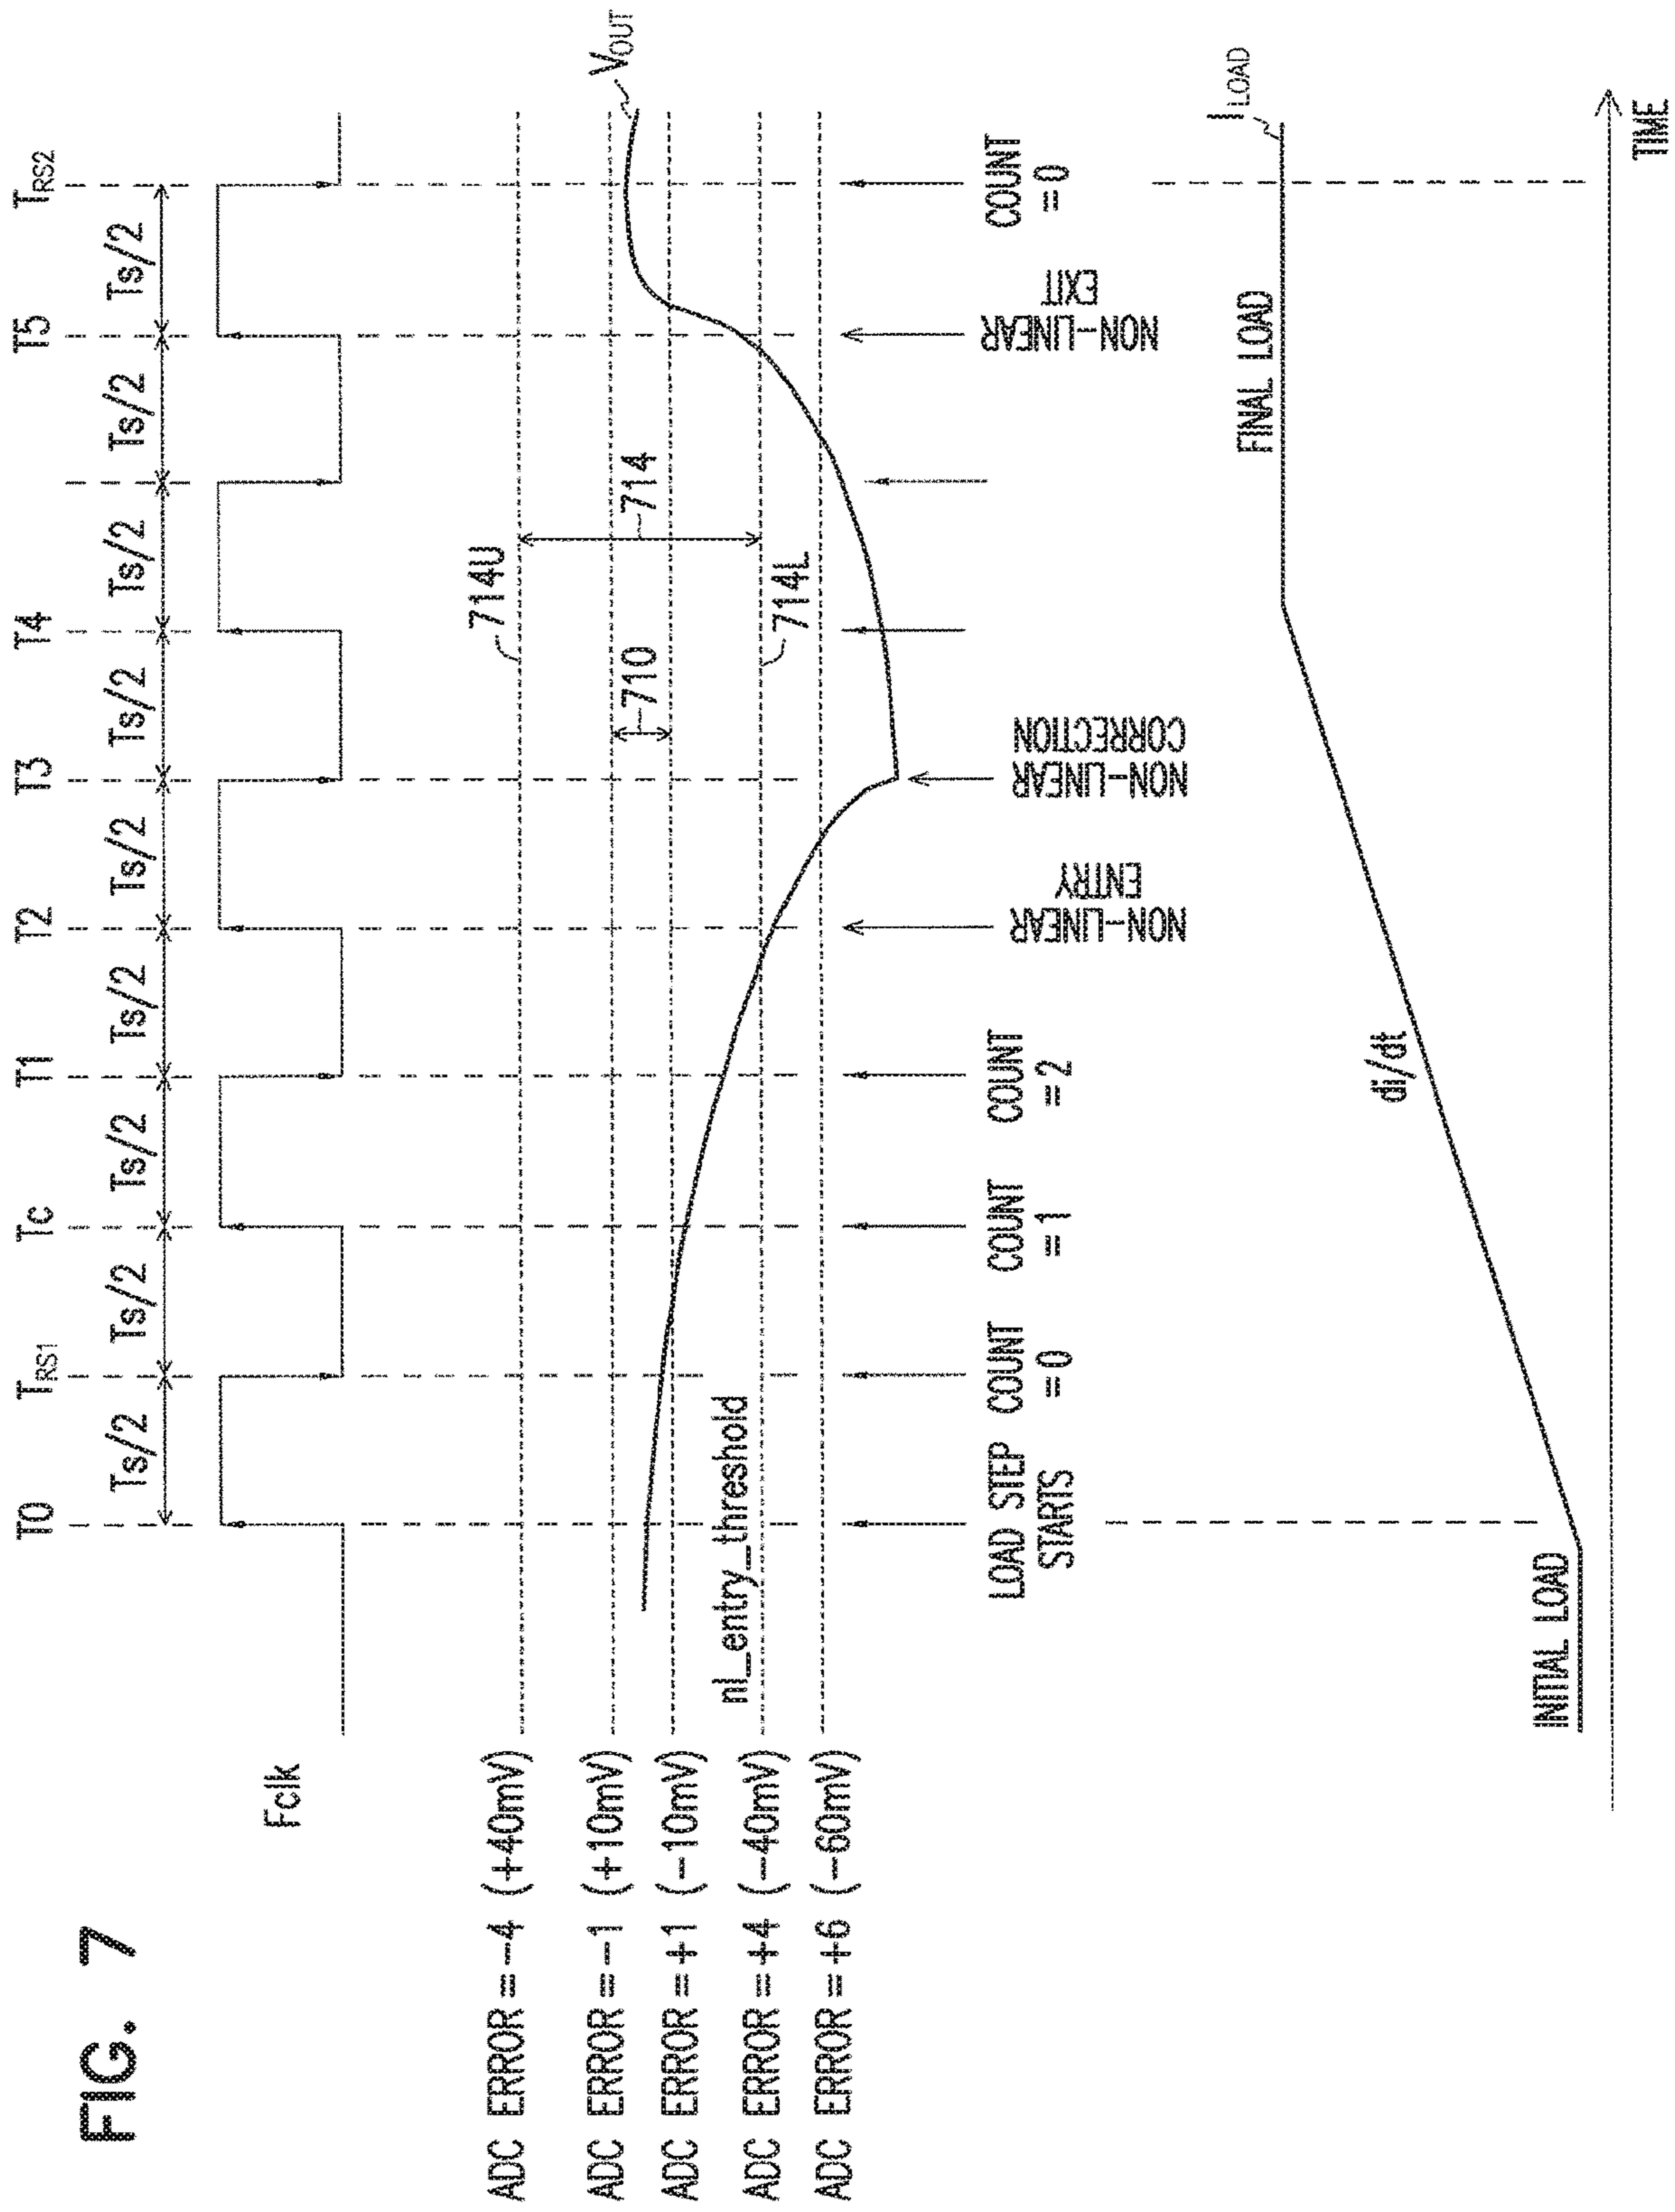 FIG. 7
T0 TRS1 Tc T1 T2 T3 T4 T5 TRS2
Ts/2 Ts/2 Ts/2 Ts/2 Ts/2 Ts/2 Ts/2 Ts/2 Ts/2
Fclk
ADC ERROR = -4 (+40mV)
714U
ADC ERROR = -1 (+10mV)
710
714
VOUT
ADC ERROR = +1 (-10mV)
nl_entry_threshold
ADC ERROR = +4 (-40mV)
714L
ADC ERROR = +6 (-60mV)
LOAD STEP
STARTS
COUNT
=0
COUNT
=1
COUNT
=2
NON-LINEAR
ENTRY
NON-LINEAR
CORRECTION
NON-LINEAR
EXIT
COUNT
=0
INITIAL LOAD
di/dt
FINAL LOAD
ILOAD
TIME